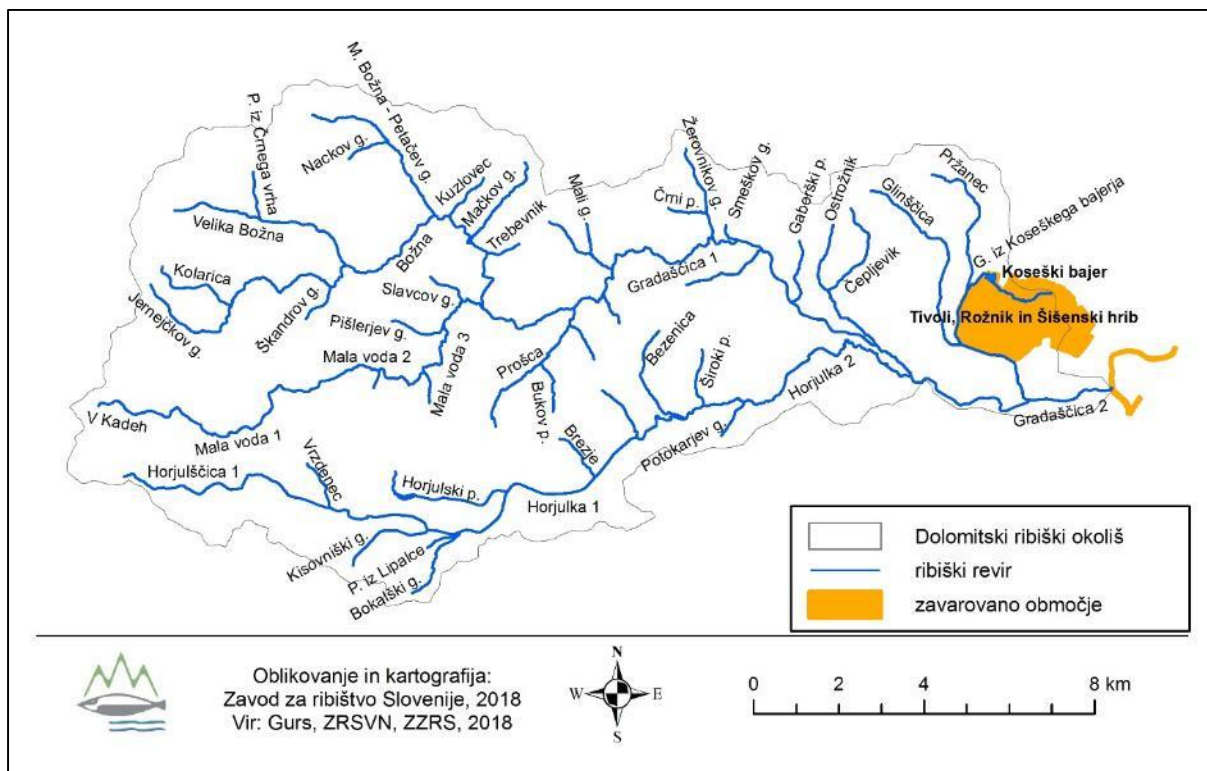 M. Božna - Petačev g.
P. iz Črnega vrha
Nackov g.
Kuzlovec
Mačkov g.
Trebevnik
Velika Božna
Božna
Kolarica
Jernejčkov g.
Škandrov g.
Slavcov g.
Pišlerjev g.
Mali g.
Žerovnikov g.
Črni p.
Smeškov g.
Gradaščica 1
Gaberški p.
Ostrožnik
Čepljevik
Glinščica
Pržanec
G. iz Koseškega bajerja
Koseški bajer
Tivoli, Rožnik in Šišenski hrib
Mala voda 2
Mala voda 3
Prošca
Bukov p.
Bezenica
Široki p.
Horjulka 2
Gradaščica 2
V Kadeh
Mala voda 1
Horjulščica 1
Vrzdenec
Horjulski p.
Brezje
Potokarjev g.
Horjulka 1
Kisovniški g.
P. iz Lipalce
Bokalški g.
Dolomitski ribiški okoliš
ribiški revir
zavarovano območje
Oblikovanje in kartografija:
Zavod za ribištvo Slovenije, 2018
Vir: Gurs, ZRSVN, ZZRS, 2018
N
W E
S
0 2 4 8 km